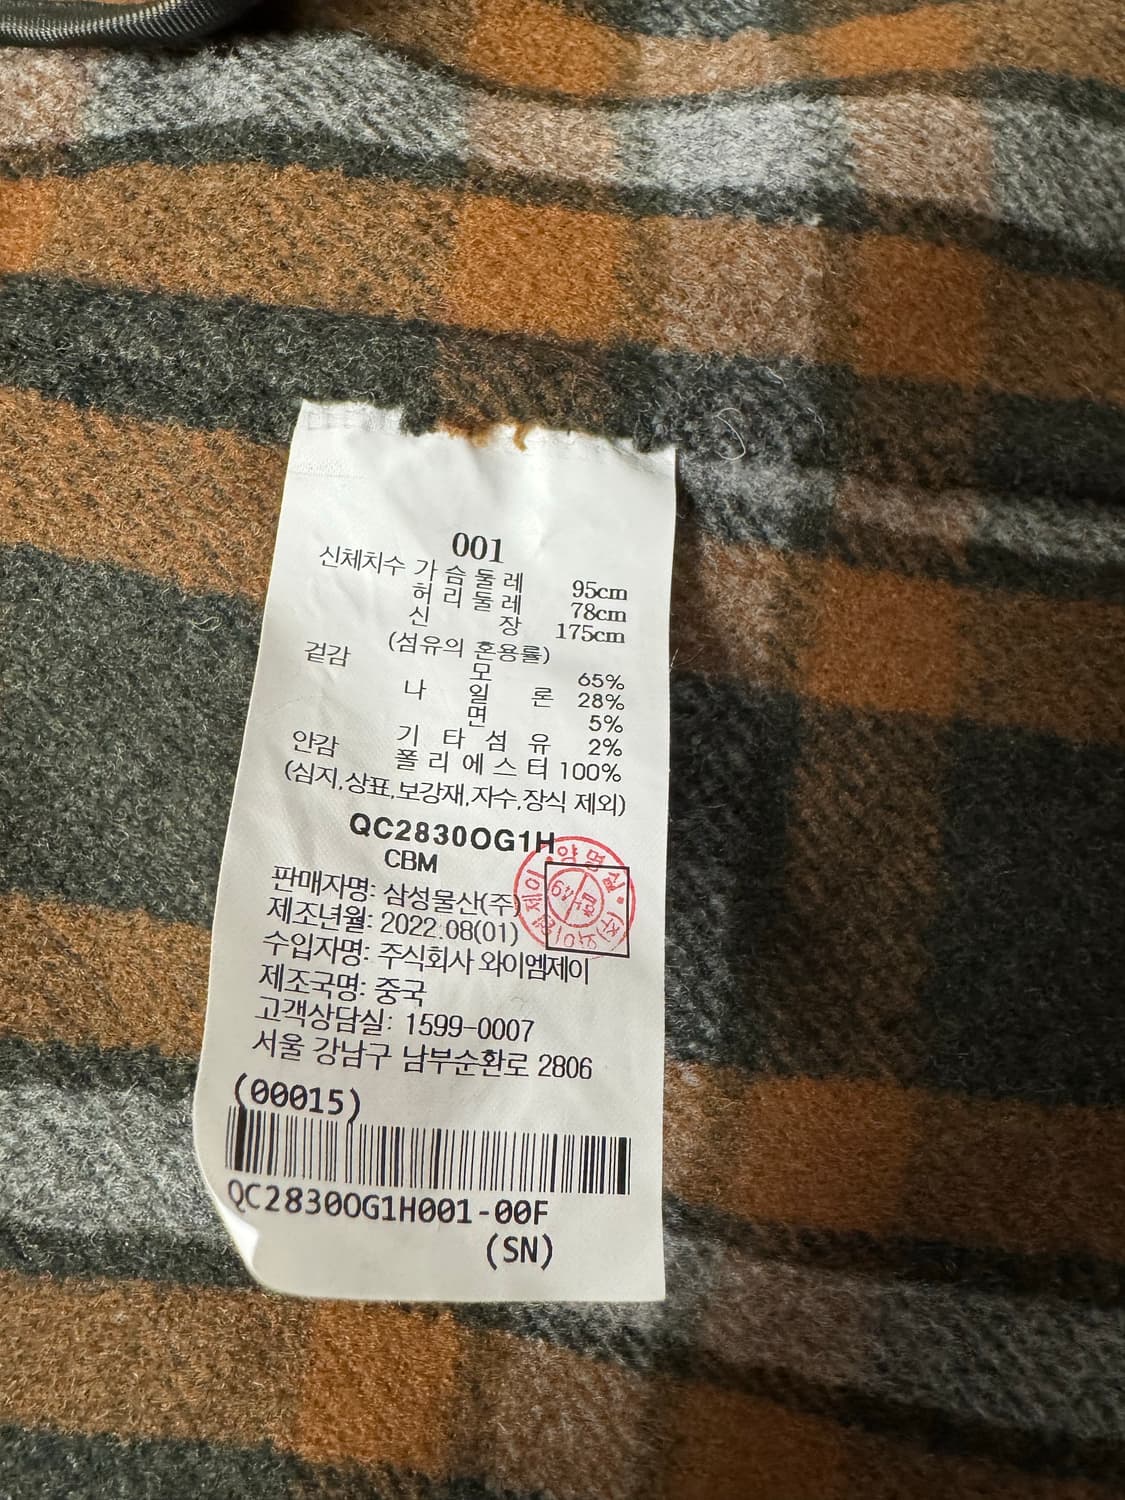 001
신체치수 가슴둘레 95cm
허리둘레 78cm
신장 175cm
(섬유의 혼용률)
겉감 모 65%
나일론 28%
면 5%
기타섬유 2%
안감 폴리에스터 100%
(심지,상표,보강재,자수,장식 제외)
QC2830OG1H
CBM
판매자명: 삼성물산(주)
제조년월: 2022.08(01)
수입자명: 주식회사 와이엠제이
제조국명: 중국
고객상담실: 1599-0007
서울 강남구 남부순환로 2806
(00015)
QC2830OG1H001-00F
(SN)